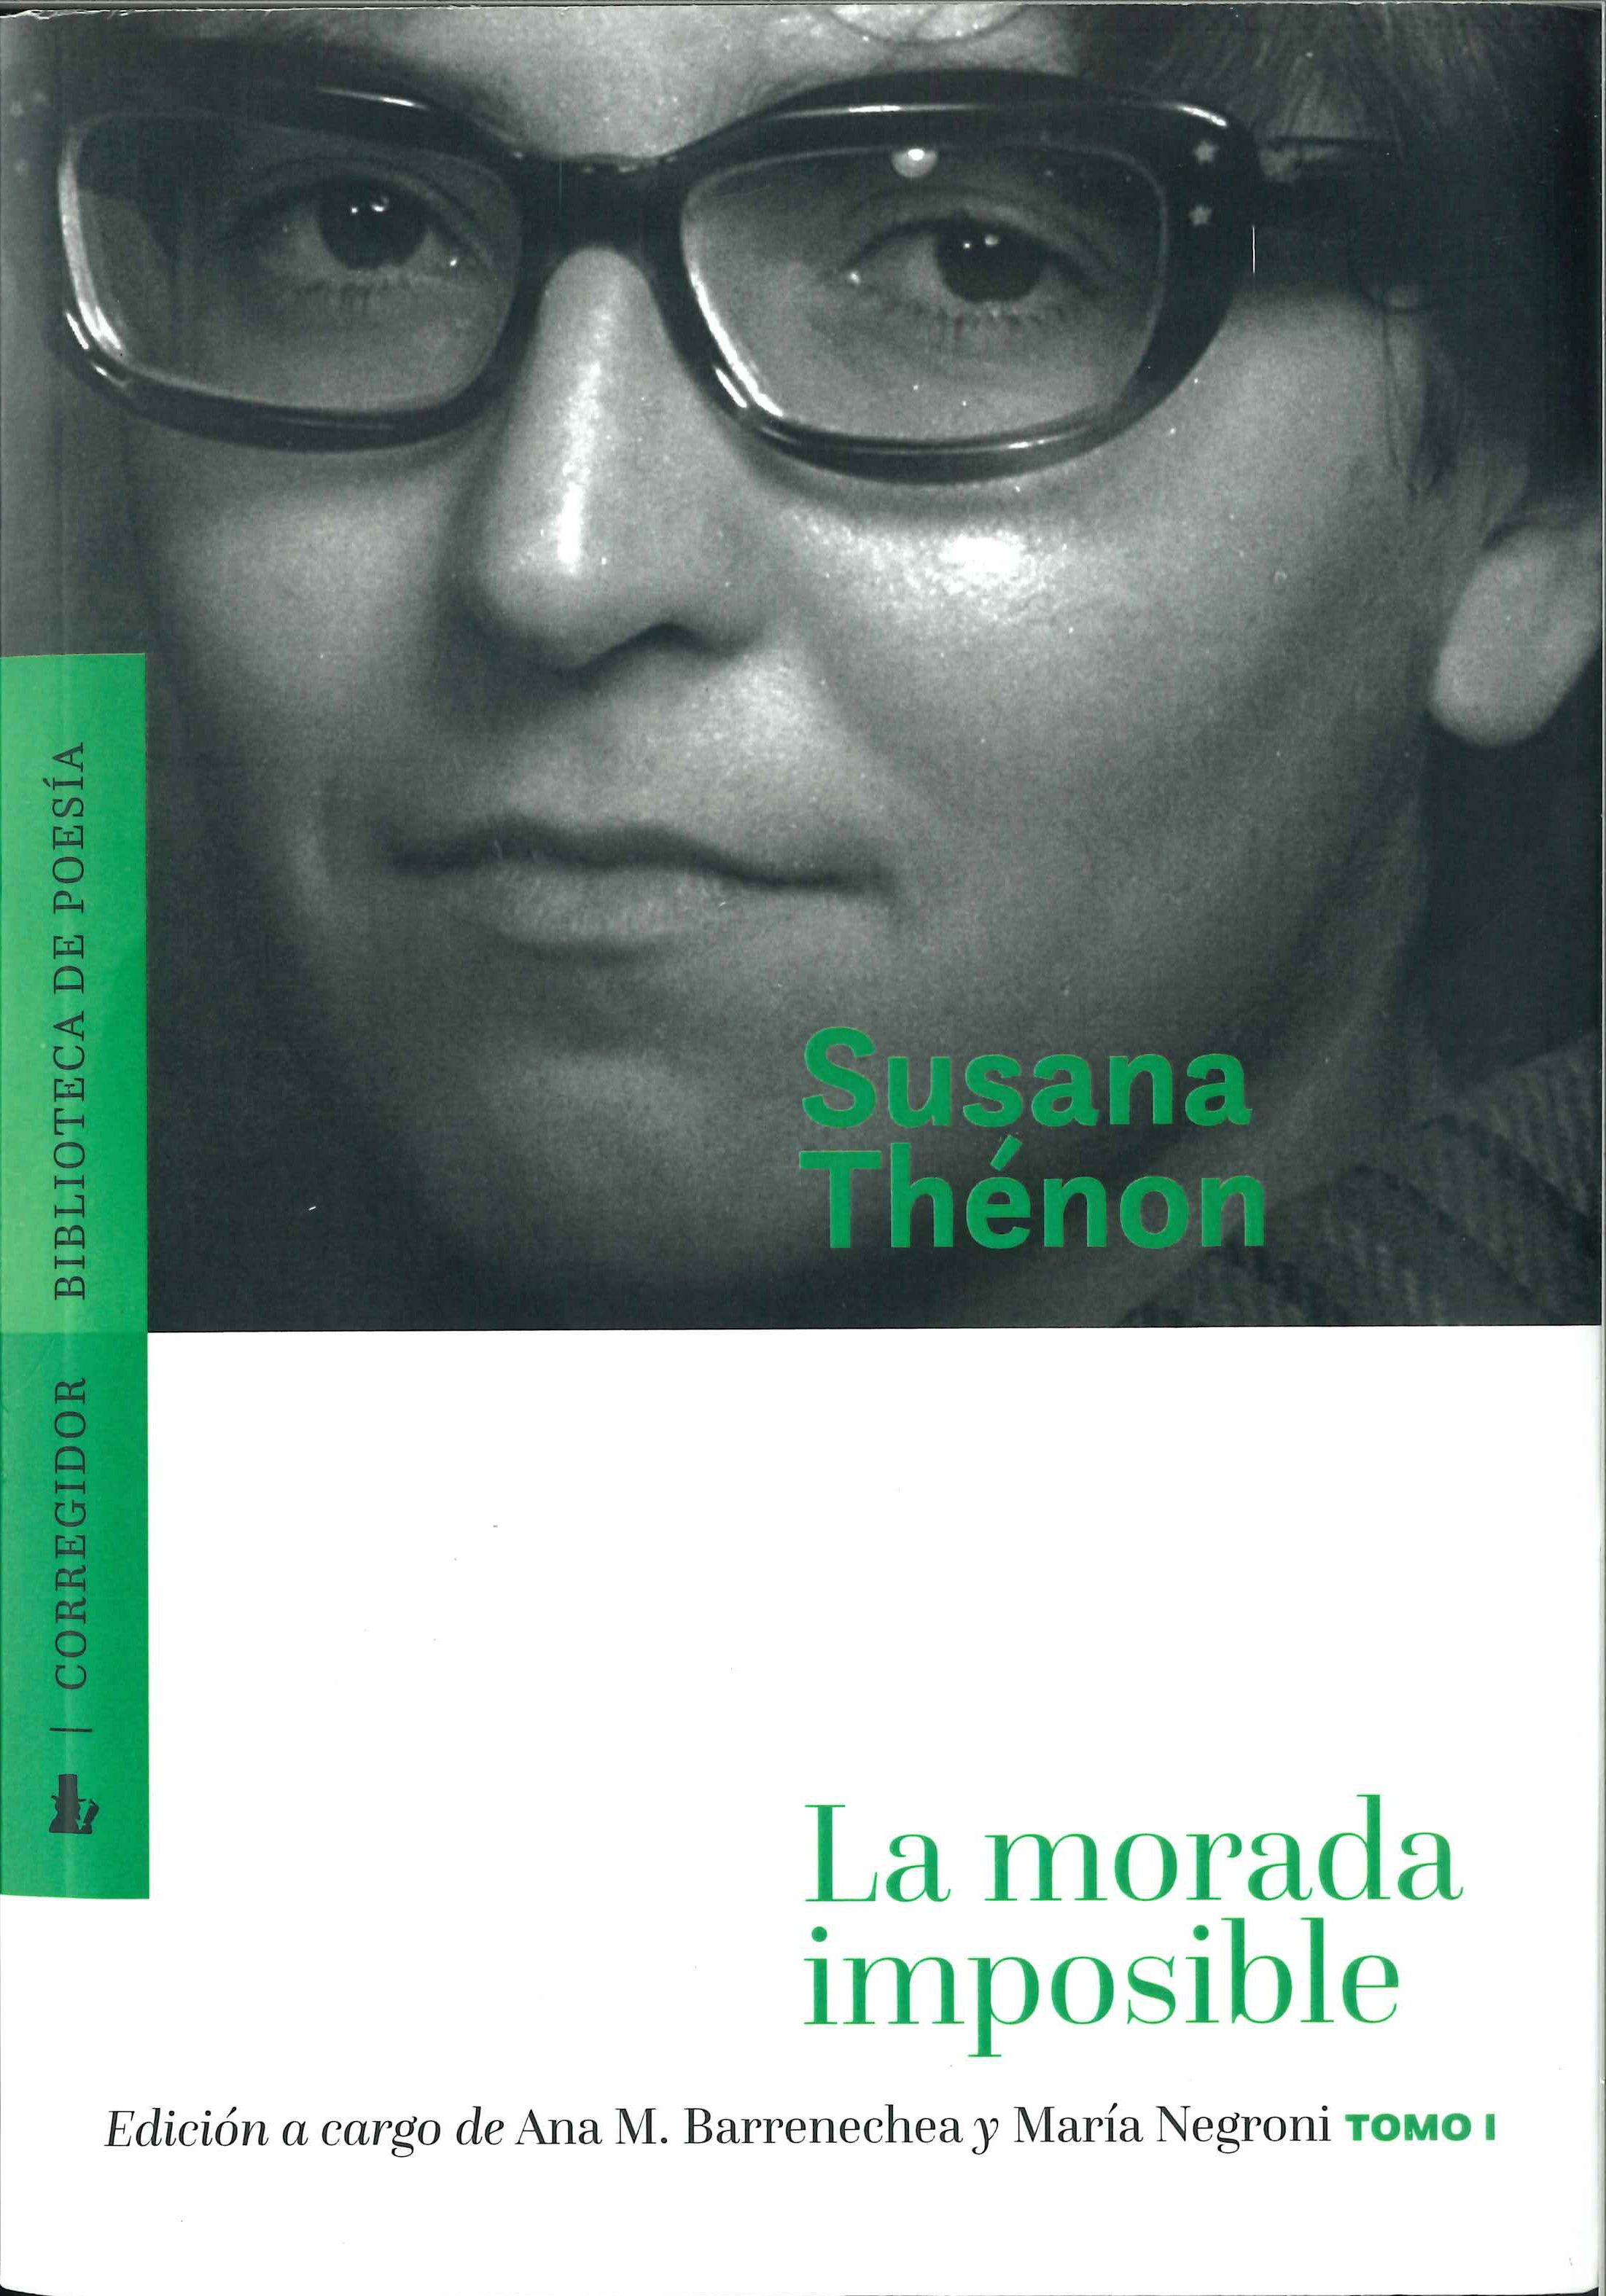 Susana
Thénon
BIBLIOTECA DE POESÍA
| CORREGIDOR
La morada
imposible
Edición a cargo de Ana M. Barrenechea y María Negroni TOMO I